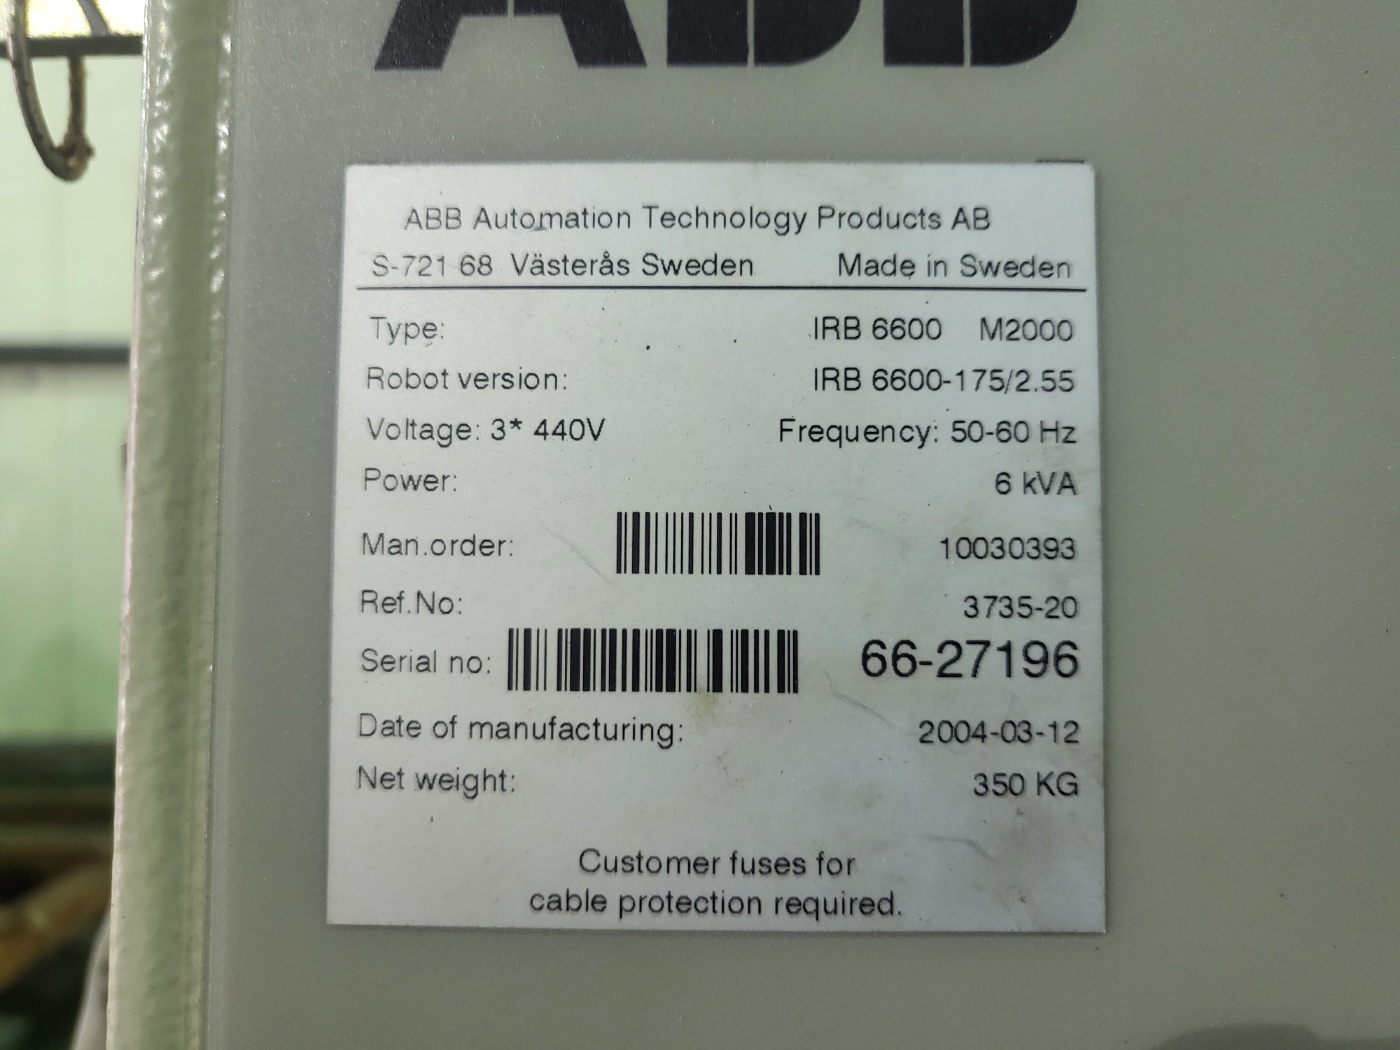 ABB
ABB Automation Technology Products AB
S-721 68 Västerås Sweden Made in Sweden
Type: IRB 6600 M2000
Robot version: IRB 6600-175/2.55
Voltage: 3* 440V Frequency: 50-60 Hz
Power: 6 kVA
Man.order: 10030393
Ref.No: 3735-20
Serial no: 66-27196
Date of manufacturing: 2004-03-12
Net weight: 350 KG
Customer fuses for
cable protection required.